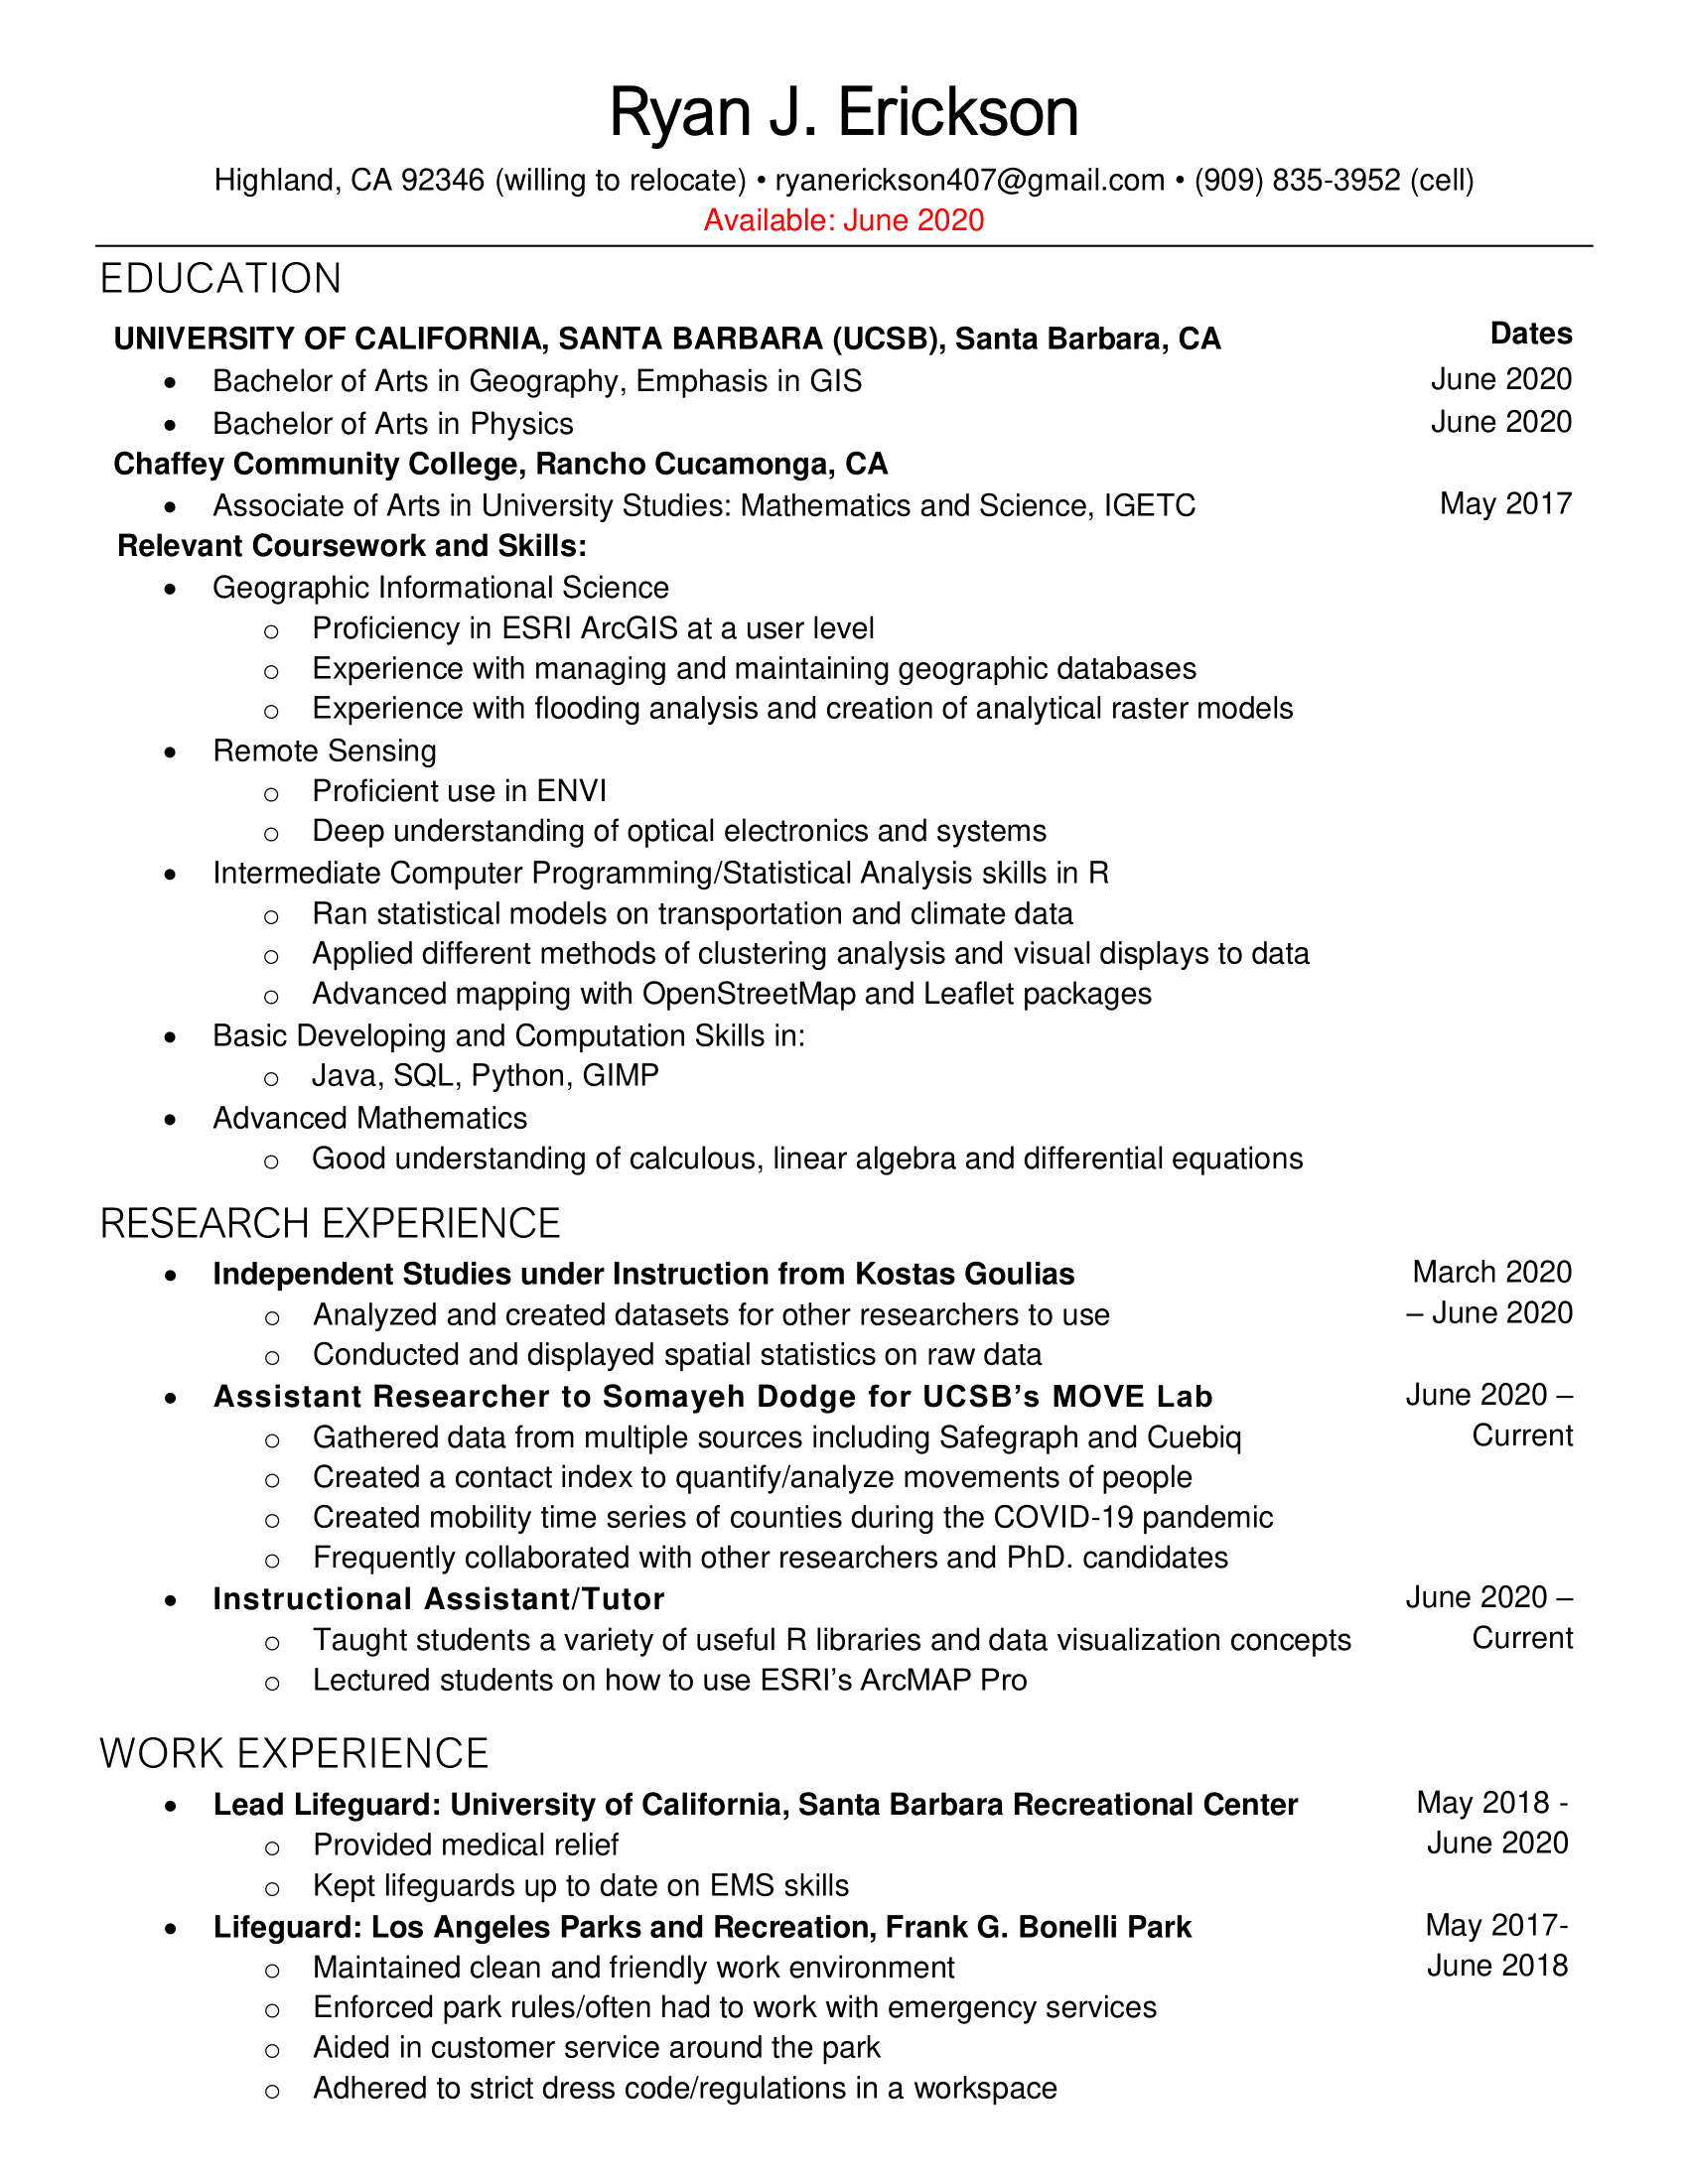 Ryan J. Erickson
Highland, CA 92346 (willing to relocate) • ryanerickson407@gmail.com • (909) 835-3952 (cell)
Available: June 2020
EDUCATION
UNIVERSITY OF CALIFORNIA, SANTA BARBARA (UCSB), Santa Barbara, CA Dates
• Bachelor of Arts in Geography, Emphasis in GIS June 2020
• Bachelor of Arts in Physics June 2020
Chaffey Community College, Rancho Cucamonga, CA
• Associate of Arts in University Studies: Mathematics and Science, IGETC May 2017
Relevant Coursework and Skills:
• Geographic Informational Science
o Proficiency in ESRI ArcGIS at a user level
o Experience with managing and maintaining geographic databases
o Experience with flooding analysis and creation of analytical raster models
• Remote Sensing
o Proficient use in ENVI
o Deep understanding of optical electronics and systems
• Intermediate Computer Programming/Statistical Analysis skills in R
o Ran statistical models on transportation and climate data
o Applied different methods of clustering analysis and visual displays to data
o Advanced mapping with OpenStreetMap and Leaflet packages
• Basic Developing and Computation Skills in:
o Java, SQL, Python, GIMP
• Advanced Mathematics
o Good understanding of calculous, linear algebra and differential equations
RESEARCH EXPERIENCE
• Independent Studies under Instruction from Kostas Goulias March 2020
o Analyzed and created datasets for other researchers to use – June 2020
o Conducted and displayed spatial statistics on raw data
• Assistant Researcher to Somayeh Dodge for UCSB’s MOVE Lab June 2020 –
o Gathered data from multiple sources including Safegraph and Cuebiq Current
o Created a contact index to quantify/analyze movements of people
o Created mobility time series of counties during the COVID-19 pandemic
o Frequently collaborated with other researchers and PhD. candidates
• Instructional Assistant/Tutor June 2020 –
o Taught students a variety of useful R libraries and data visualization concepts Current
o Lectured students on how to use ESRI’s ArcMAP Pro
WORK EXPERIENCE
• Lead Lifeguard: University of California, Santa Barbara Recreational Center May 2018 -
o Provided medical relief June 2020
o Kept lifeguards up to date on EMS skills
• Lifeguard: Los Angeles Parks and Recreation, Frank G. Bonelli Park May 2017-
o Maintained clean and friendly work environment June 2018
o Enforced park rules/often had to work with emergency services
o Aided in customer service around the park
o Adhered to strict dress code/regulations in a workspace